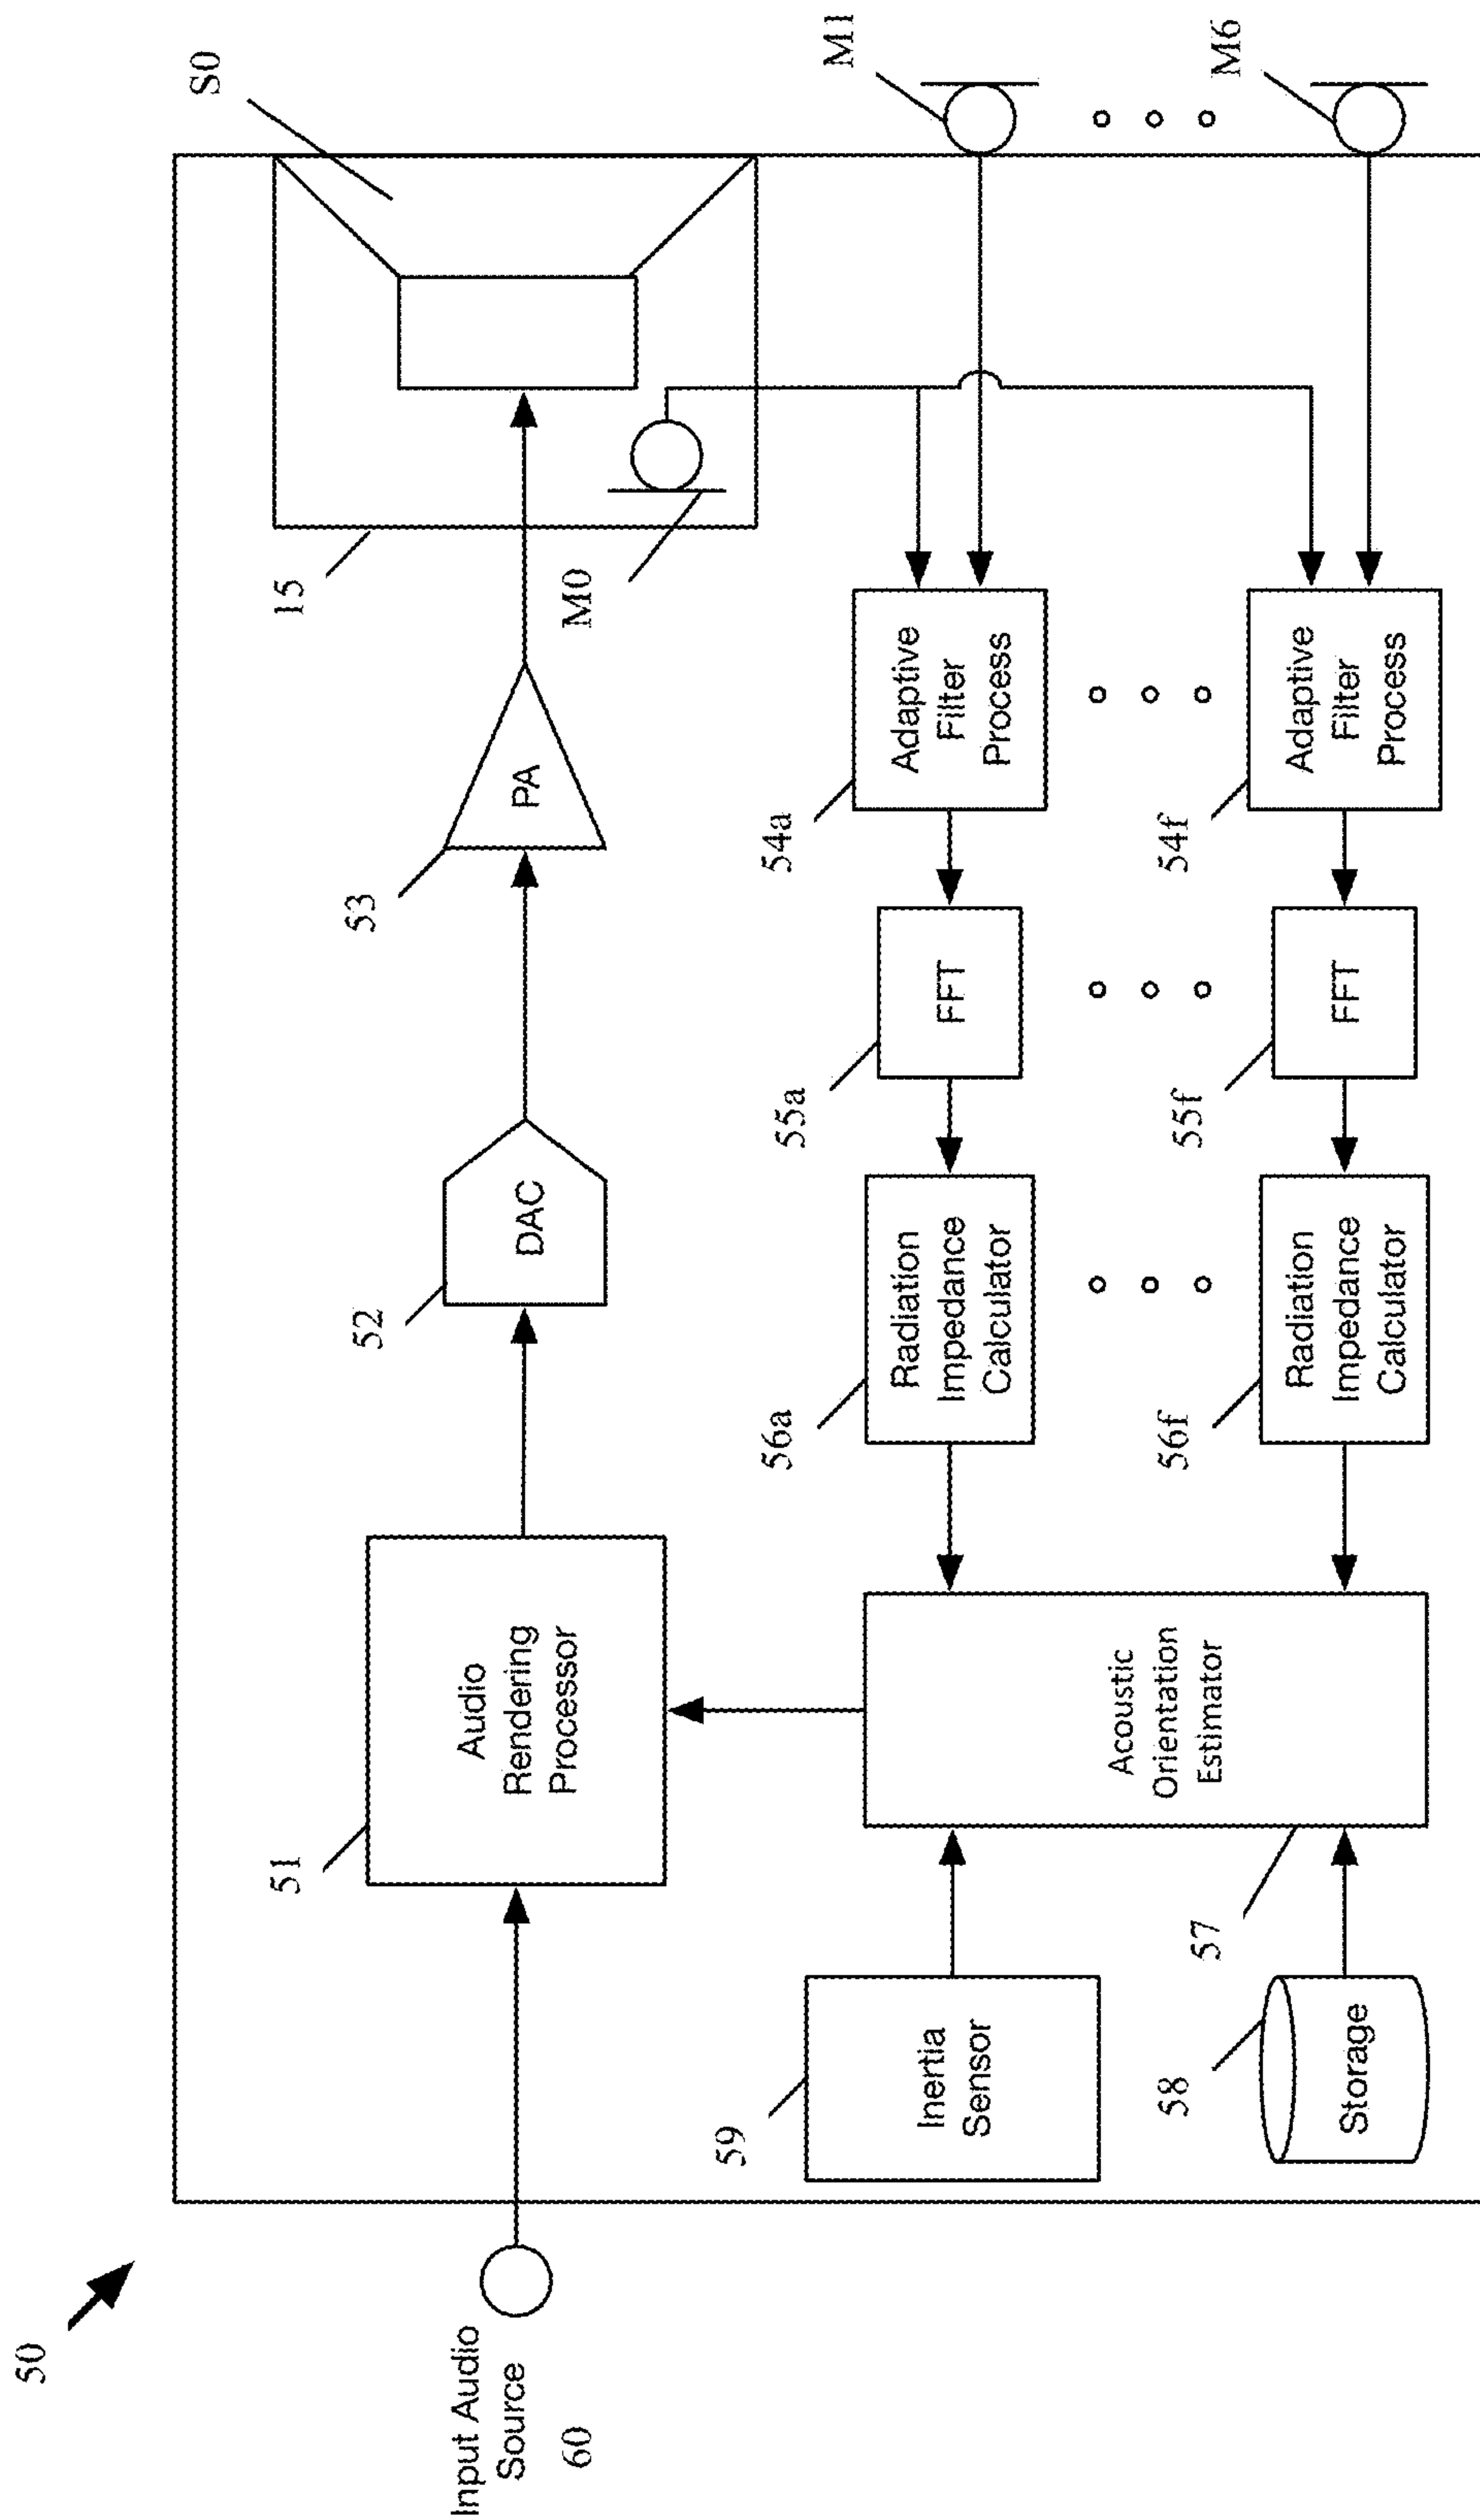 50
Input Audio
Source
60
51
Audio
Rendering
Processor
52
DAC
53
PA
15
S0
M0
M1
M6
59
Inertia
Sensor
58
Storage
57
Acoustic
Orientation
Estimator
56a
Radiation
Impedance
Calculator
55a
FFT
54a
Adaptive
Filter
Process
56f
Radiation
Impedance
Calculator
55f
FFT
54f
Adaptive
Filter
Process